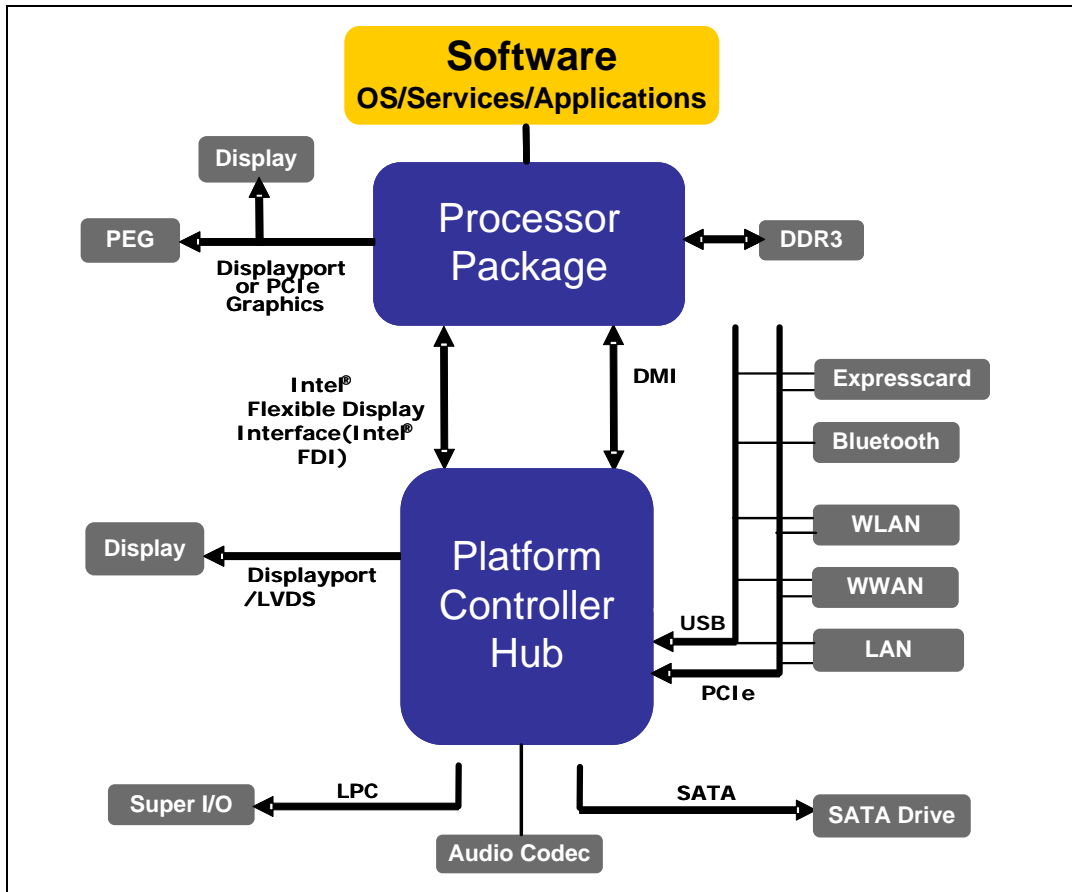 Software
OS/Services/Applications
Display
PEG
Processor
Package
DDR3
Displayport
or PCIe
Graphics
Intel®
Flexible Display
Interface(Intel®
FDI)
DMI
Expresscard
Bluetooth
WLAN
WWAN
LAN
Display
Displayport
/LVDS
Platform
Controller
Hub
USB
PCIe
Super I/O
LPC
SATA
SATA Drive
Audio Codec